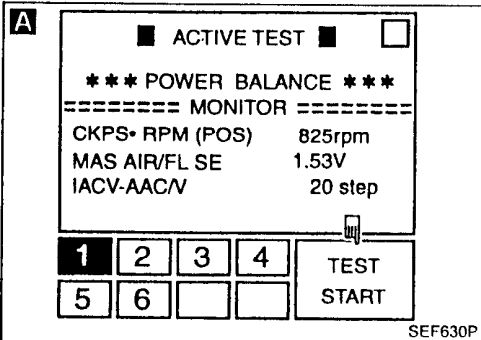 A
■ ACTIVE TEST ■
*** POWER BALANCE ***
======== MONITOR =======
CKPS• RPM (POS) 825rpm
MAS AIR/FL SE 1.53V
IACV-AAC/V 20 step
1 2 3 4 TEST
5 6 START
SEF630P